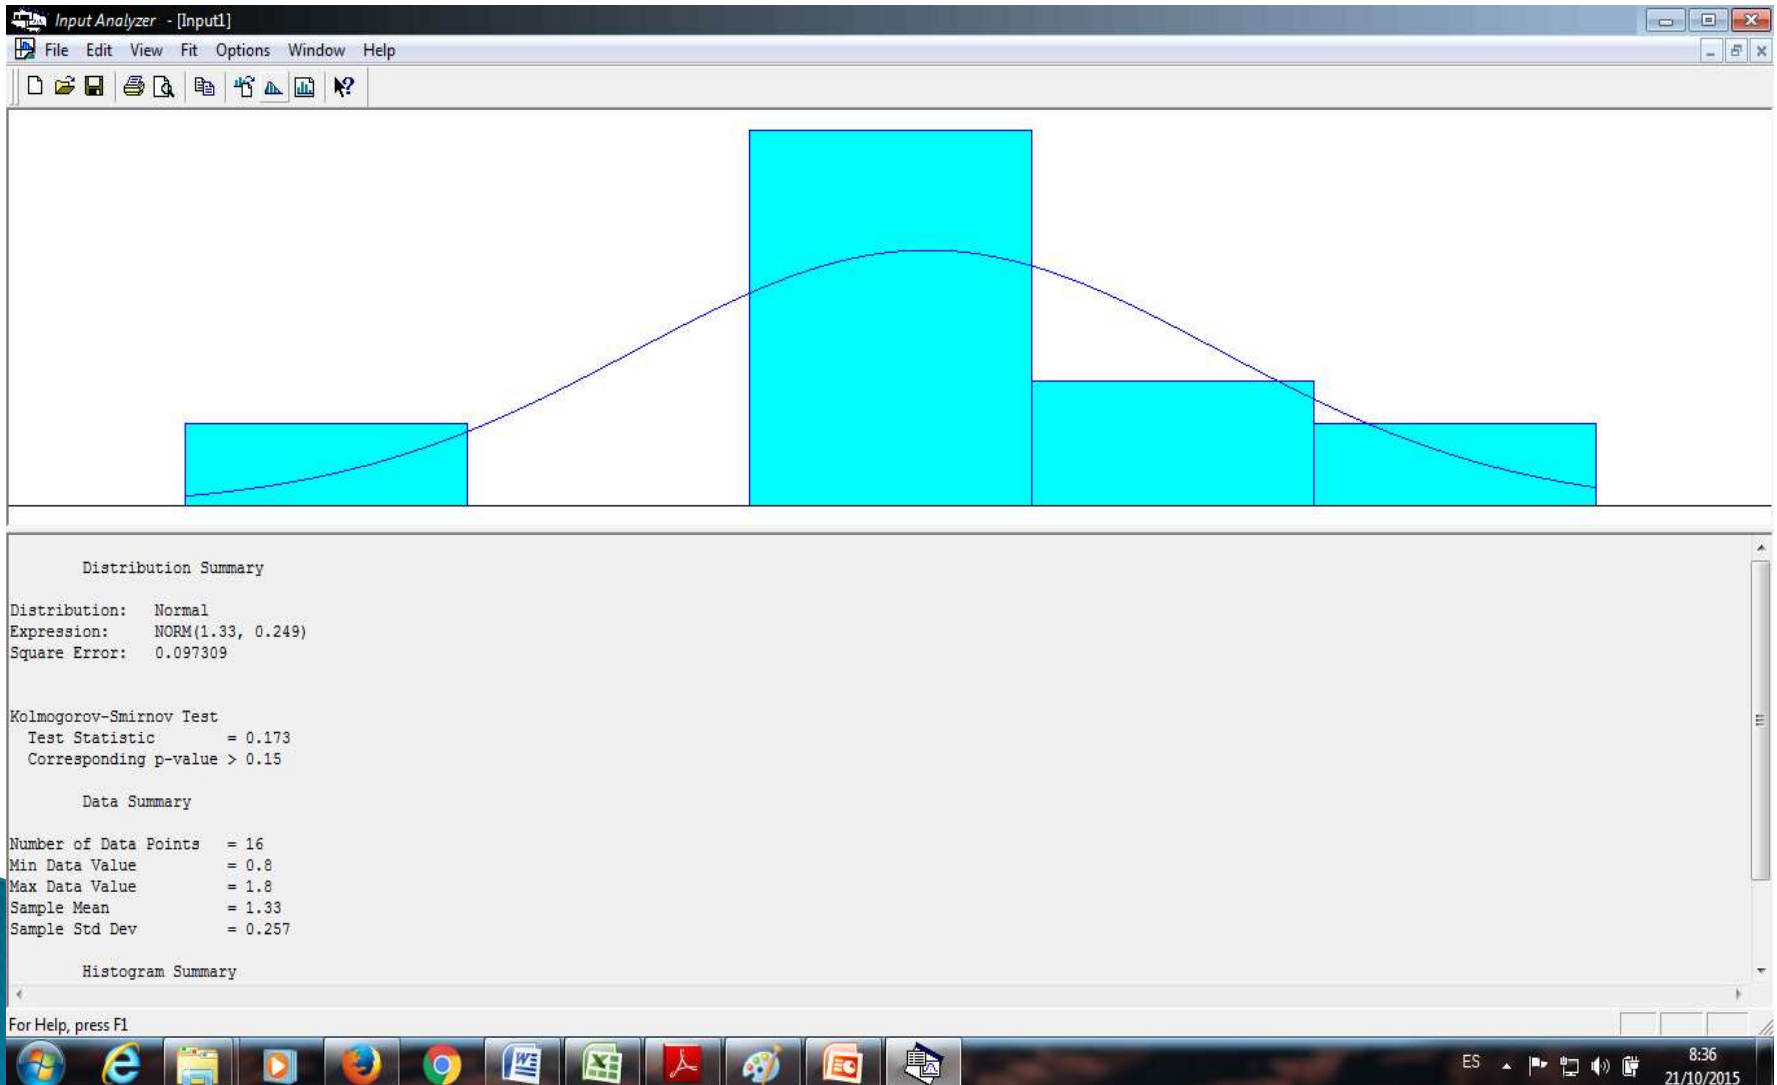 Input Analyzer - [Input1]
File Edit View Fit Options Window Help
Distribution Summary
Distribution: Normal
Expression: NORM(1.33, 0.249)
Square Error: 0.097309
Kolmogorov-Smirnov Test
Test Statistic = 0.173
Corresponding p-value > 0.15
Data Summary
Number of Data Points = 16
Min Data Value = 0.8
Max Data Value = 1.8
Sample Mean = 1.33
Sample Std Dev = 0.257
Histogram Summary
For Help, press F1
ES 8:36
21/10/2015